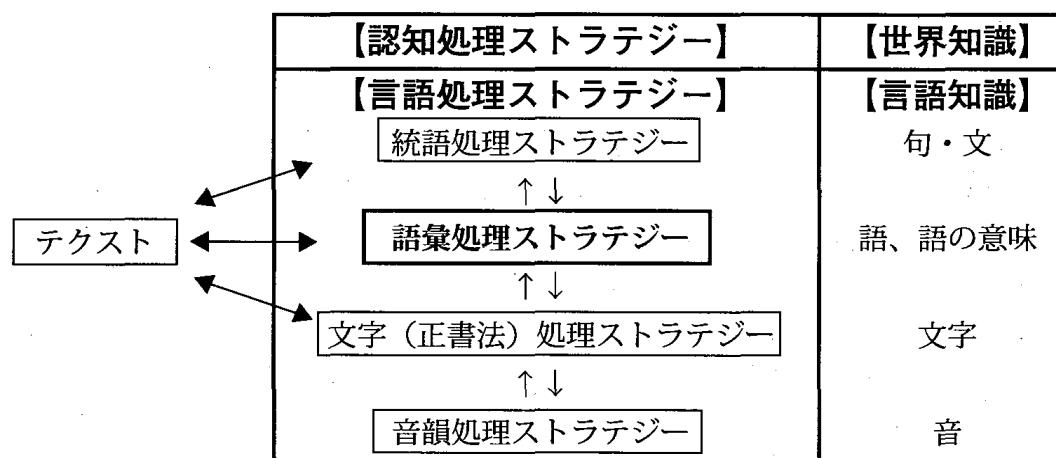 【認知処理ストラテジー】 【世界知識】
【言語処理ストラテジー】 【言語知識】
統語処理ストラテジー 句・文
↑↓
テクスト 語彙処理ストラテジー 語、語の意味
↑↓
文字（正書法）処理ストラテジー 文字
↑↓
音韻処理ストラテジー 音